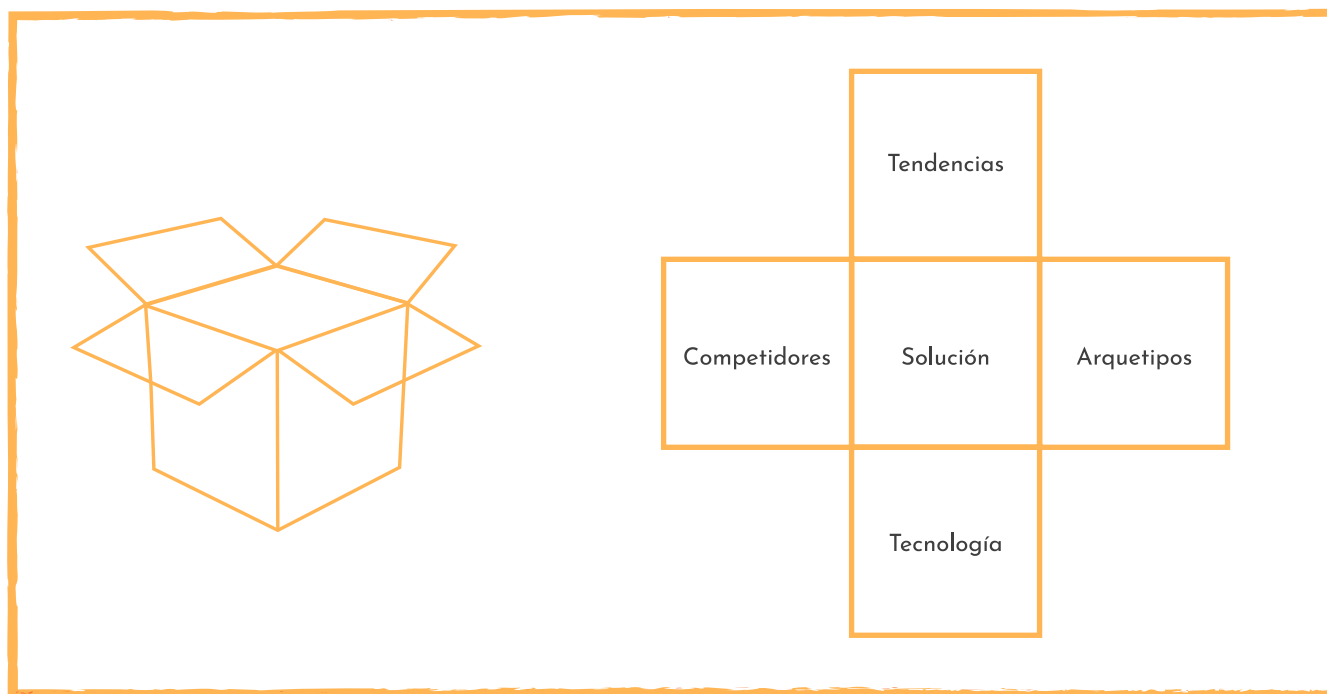 Tendencias
Competidores
Solución
Arquetipos
Tecnología